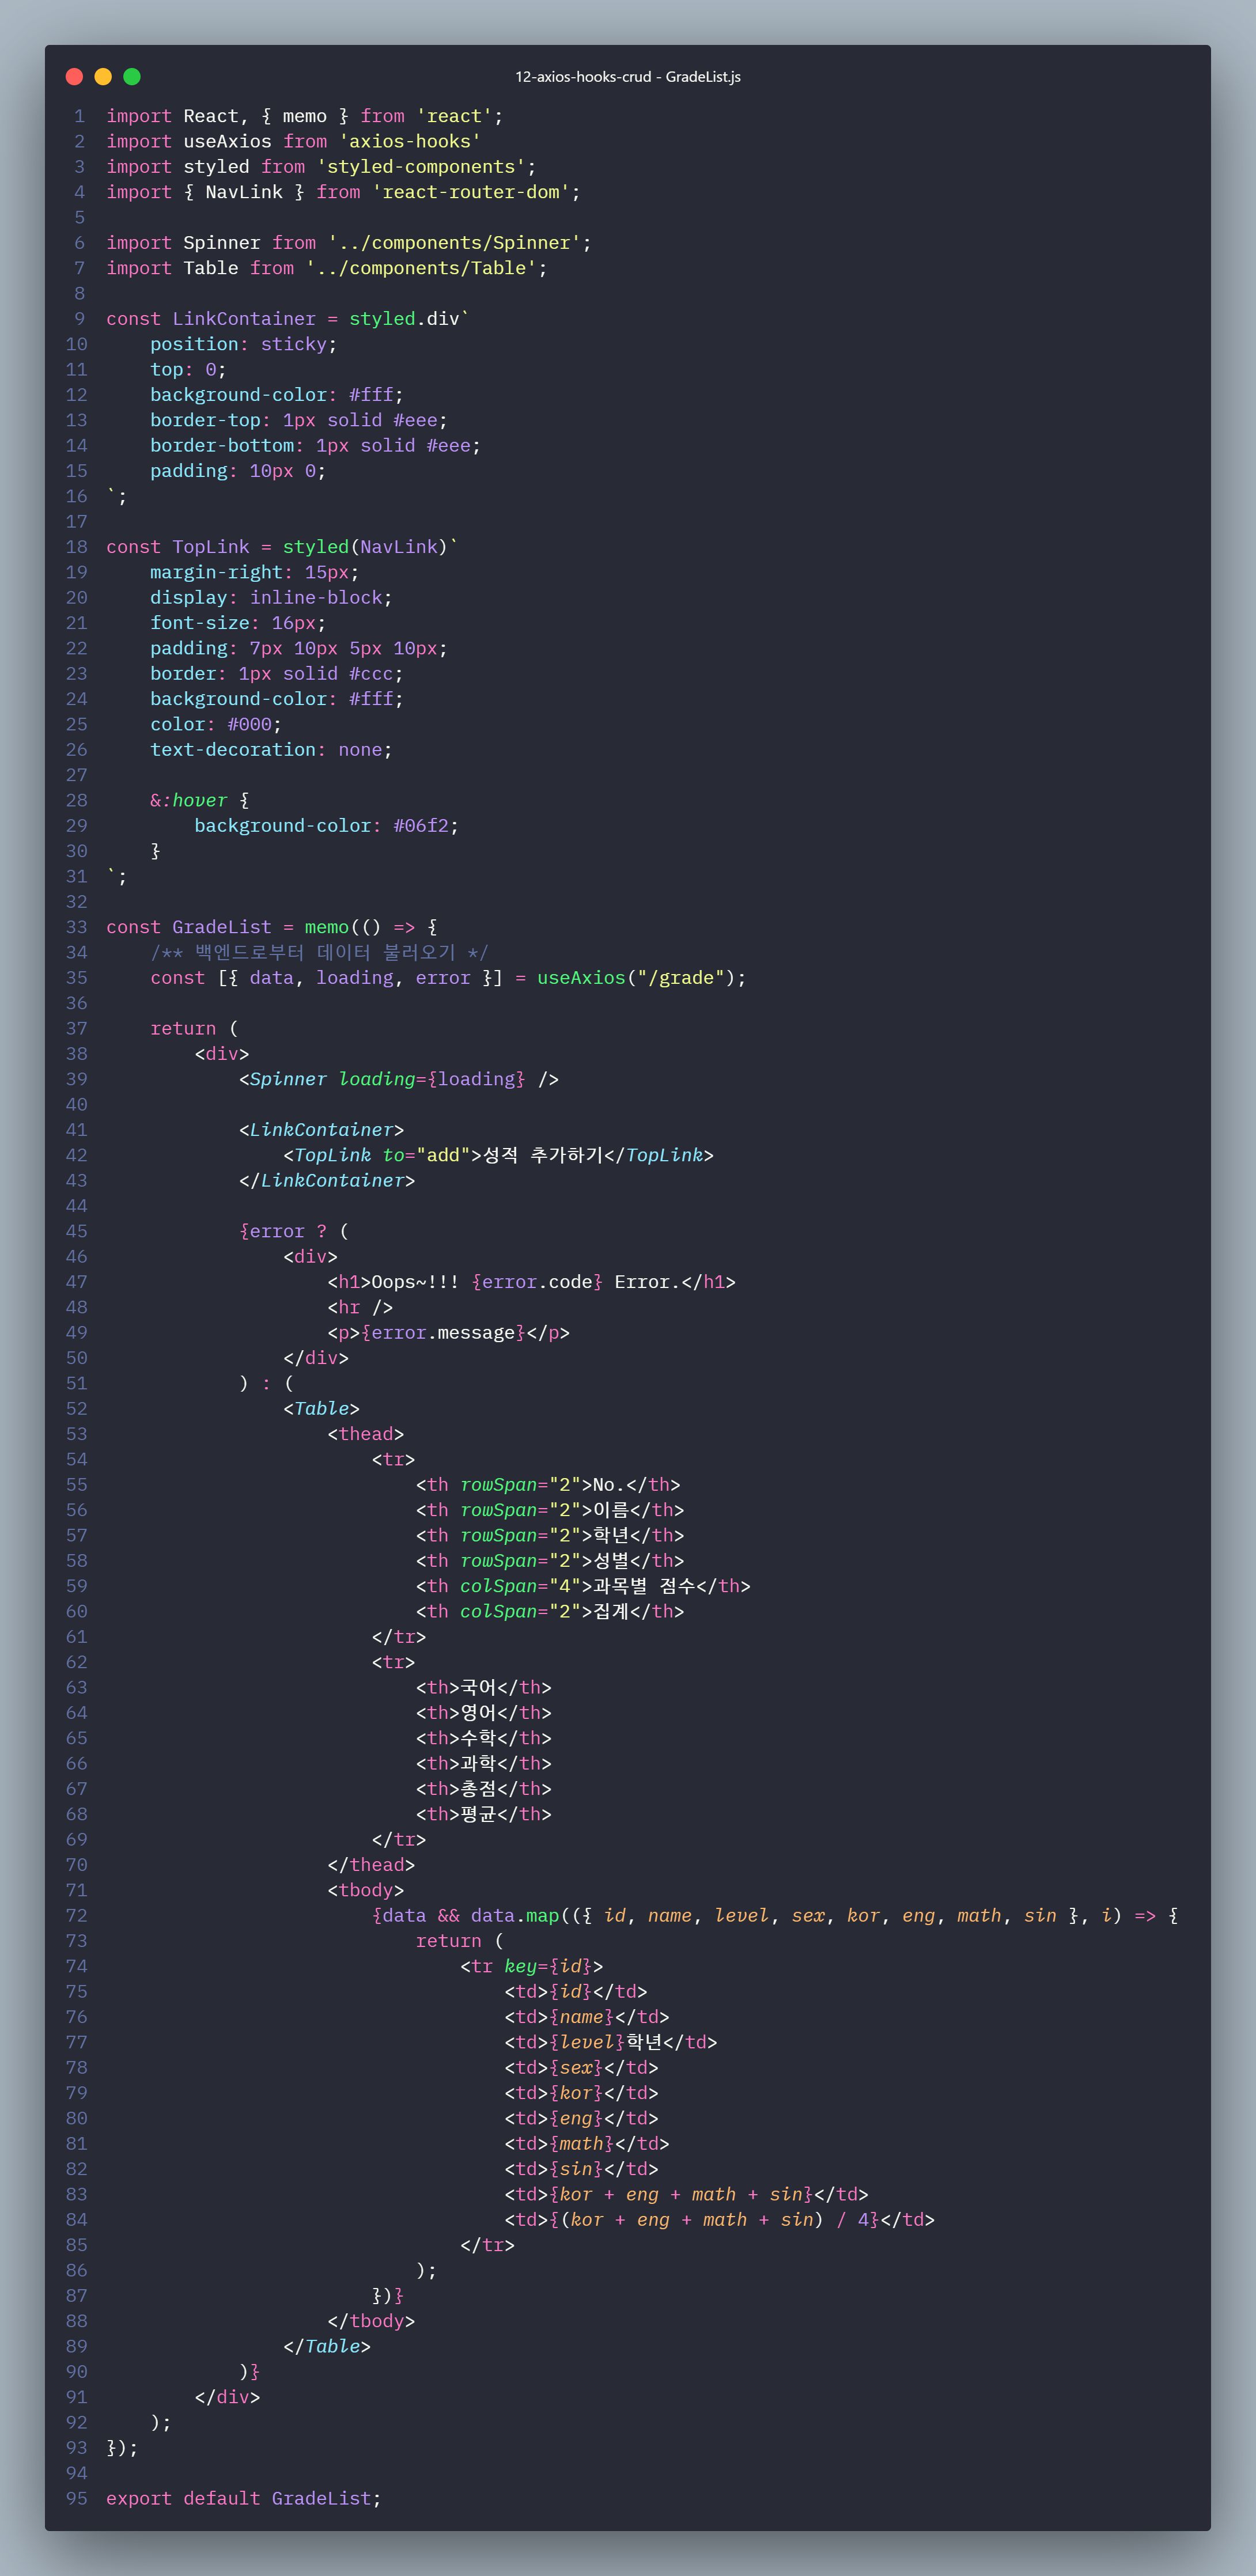 12-axios-hooks-crud - GradeList.js
1 import React, { memo } from 'react';
2 import useAxios from 'axios-hooks'
3 import styled from 'styled-components';
4 import { NavLink } from 'react-router-dom';
5
6 import Spinner from '../components/Spinner';
7 import Table from '../components/Table';
8
9 const LinkContainer = styled.div`
10     position: sticky;
11     top: 0;
12     background-color: #fff;
13     border-top: 1px solid #eee;
14     border-bottom: 1px solid #eee;
15     padding: 10px 0;
16 `;
17
18 const TopLink = styled(NavLink)`
19     margin-right: 15px;
20     display: inline-block;
21     font-size: 16px;
22     padding: 7px 10px 5px 10px;
23     border: 1px solid #ccc;
24     background-color: #fff;
25     color: #000;
26     text-decoration: none;
27
28     &:hover {
29         background-color: #06f2;
30     }
31 `;
32
33 const GradeList = memo(() => {
34     /** 백엔드로부터 데이터 불러오기 */
35     const [{ data, loading, error }] = useAxios("/grade");
36
37     return (
38         <div>
39             <Spinner loading={loading} />
40
41             <LinkContainer>
42                 <TopLink to="add">성적 추가하기</TopLink>
43             </LinkContainer>
44
45             {error ? (
46                 <div>
47                     <h1>Oops~!!! {error.code} Error.</h1>
48                     <hr />
49                     <p>{error.message}</p>
50                 </div>
51             ) : (
52                 <Table>
53                     <thead>
54                         <tr>
55                             <th rowSpan="2">No.</th>
56                             <th rowSpan="2">이름</th>
57                             <th rowSpan="2">학년</th>
58                             <th rowSpan="2">성별</th>
59                             <th colSpan="4">과목별 점수</th>
60                             <th colSpan="2">집계</th>
61                         </tr>
62                         <tr>
63                             <th>국어</th>
64                             <th>영어</th>
65                             <th>수학</th>
66                             <th>과학</th>
67                             <th>총점</th>
68                             <th>평균</th>
69                         </tr>
70                     </thead>
71                     <tbody>
72                         {data && data.map(({ id, name, level, sex, kor, eng, math, sin }, i) => {
73                             return (
74                                 <tr key={id}>
75                                     <td>{id}</td>
76                                     <td>{name}</td>
77                                     <td>{level}학년</td>
78                                     <td>{sex}</td>
79                                     <td>{kor}</td>
80                                     <td>{eng}</td>
81                                     <td>{math}</td>
82                                     <td>{sin}</td>
83                                     <td>{kor + eng + math + sin}</td>
84                                     <td>{(kor + eng + math + sin) / 4}</td>
85                                 </tr>
86                             );
87                         })}
88                     </tbody>
89                 </Table>
90             )}
91         </div>
92     );
93 });
94
95 export default GradeList;